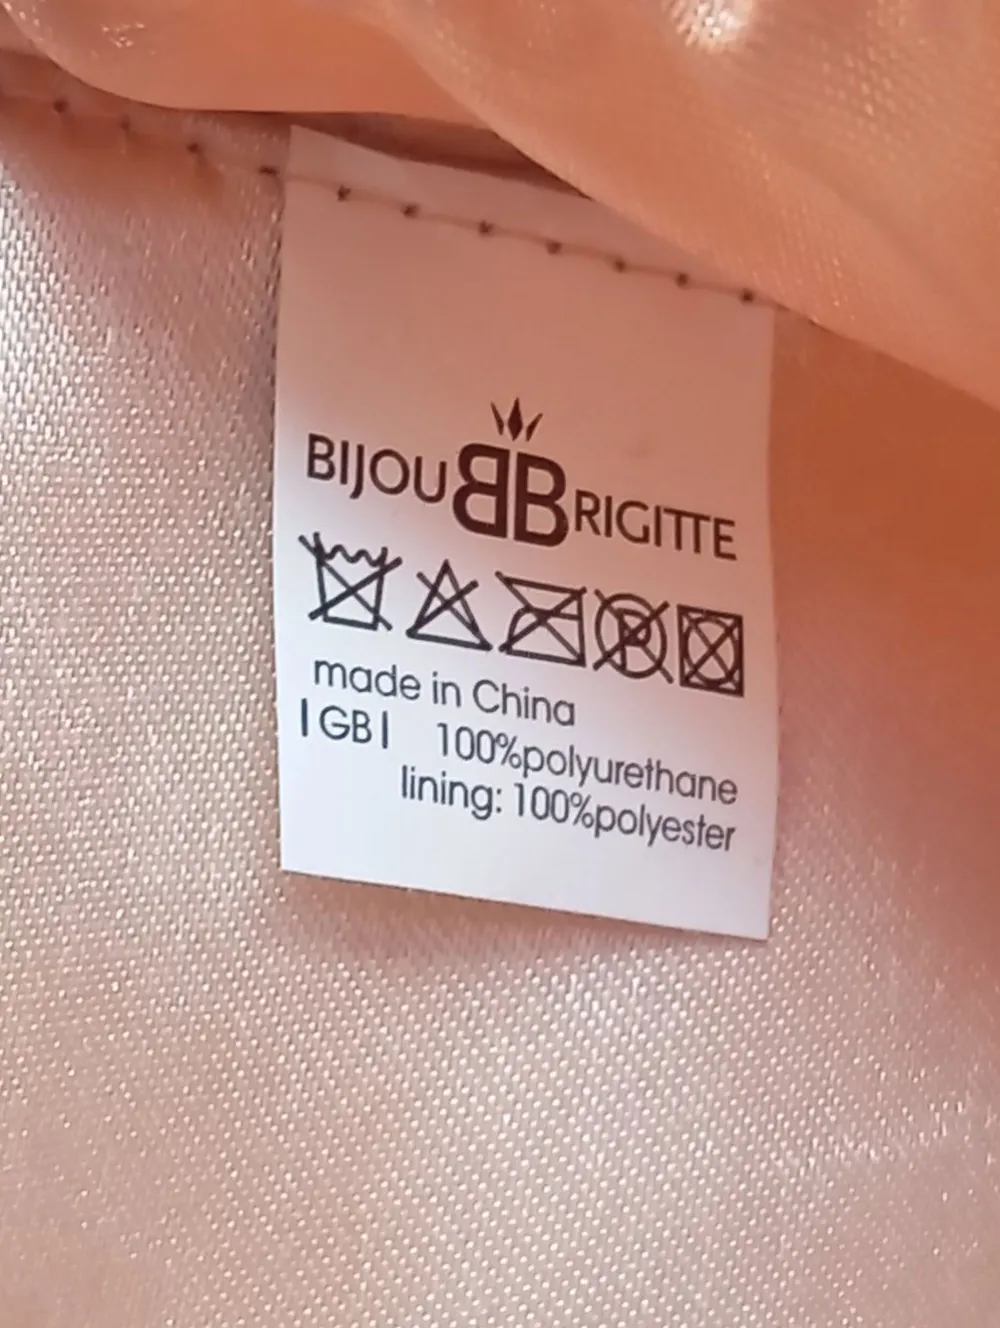 BIJOU BB RIGITTE
P
made in China
|GB| 100%polyurethane
lining: 100%polyester